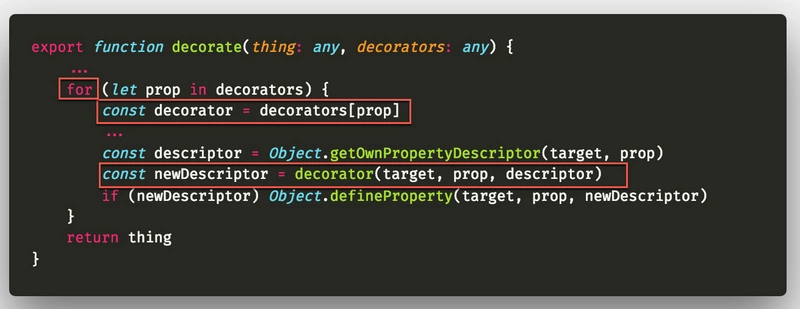 export function decorate(thing: any, decorators: any) {
...
for (let prop in decorators) {
const decorator = decorators[prop]
...
const descriptor = Object.getOwnPropertyDescriptor(target, prop)
const newDescriptor = decorator(target, prop, descriptor)
if (newDescriptor) Object.defineProperty(target, prop, newDescriptor)
}
return thing
}